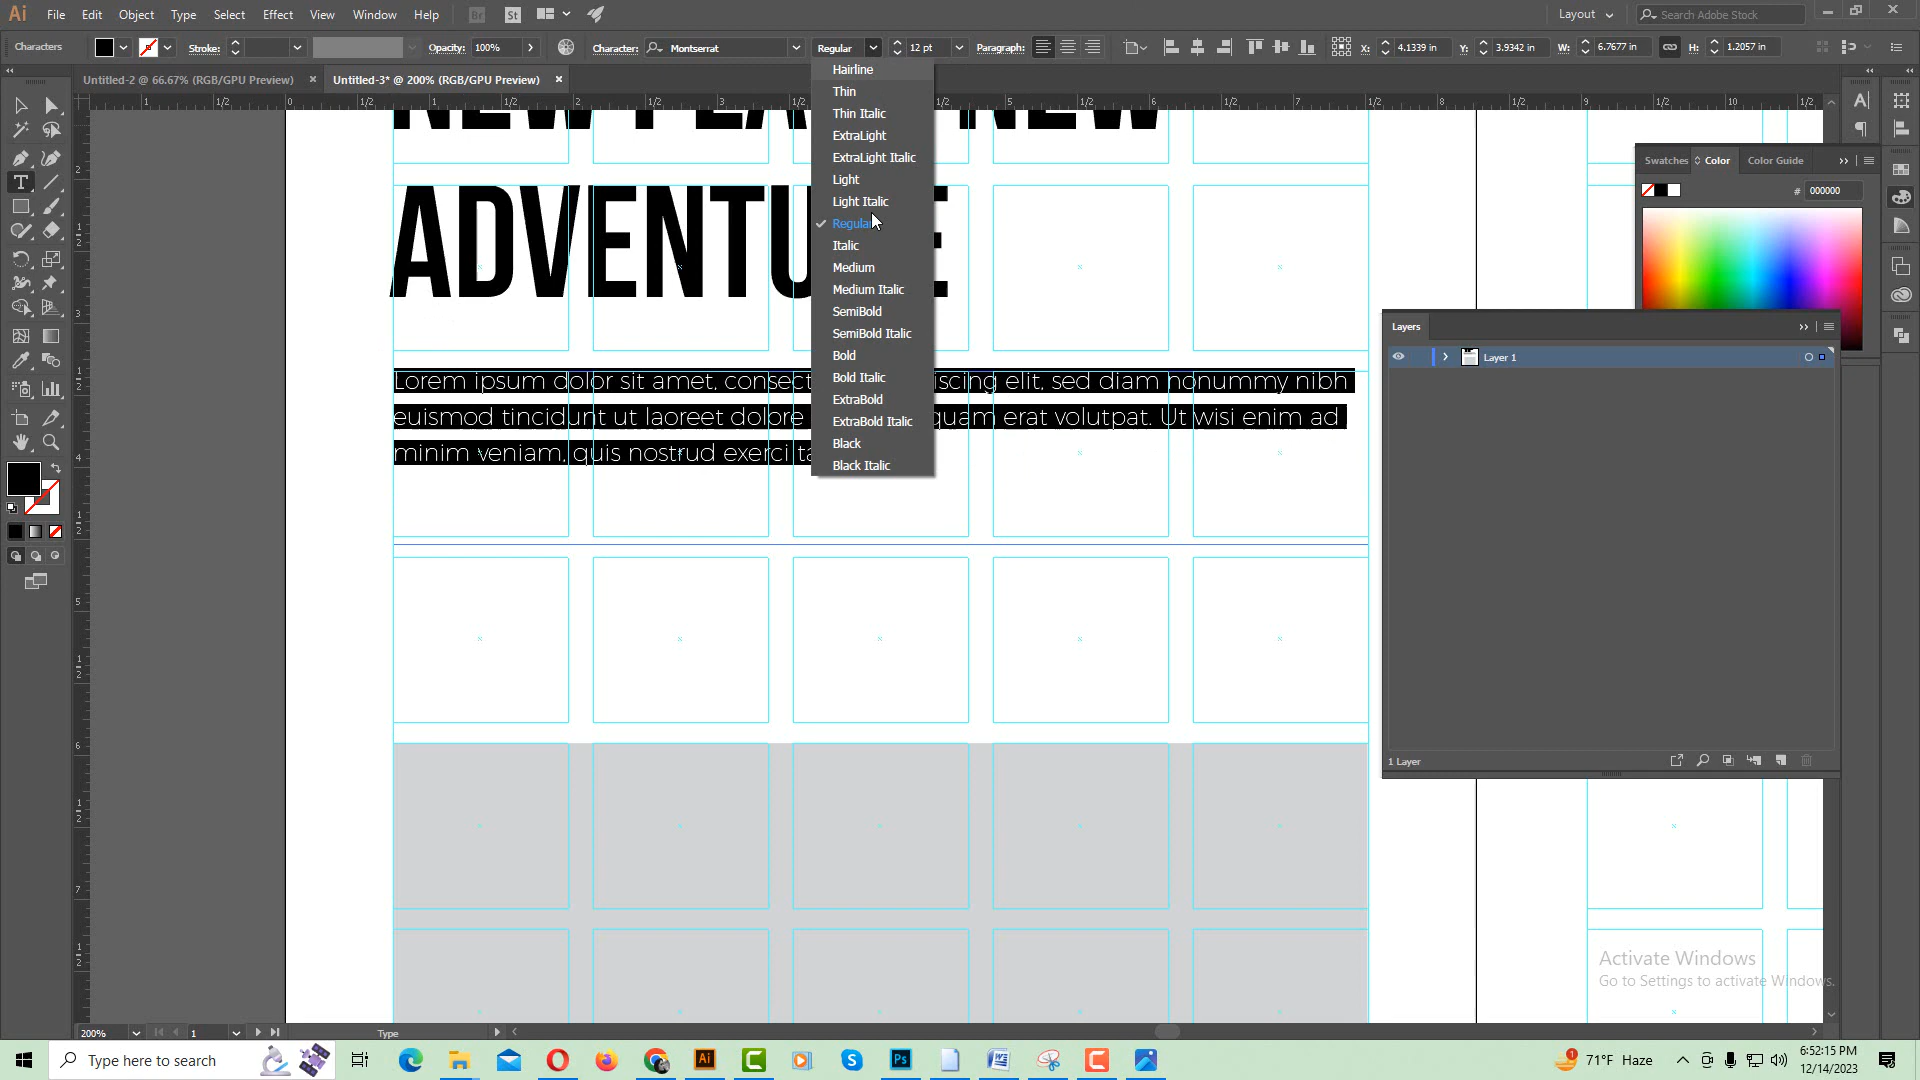 Ai File Edit Object Type Select Effect View Window Help Br St Layout Search Adobe Stock
Characters Stroke: Opacity: 100% Character: Montserrat Regular 12 pt Paragraph: X: 4.1339 in Y: 3.9342 in W: 6.7677 in H: 1.2057 in
Untitled-2 @ 66.67% (RGB/GPU Preview) Untitled-3* @ 200% (RGB/GPU Preview)
Hairline
Thin
Thin Italic
ExtraLight
ExtraLight Italic
Light
Light Italic
Regular
Italic
Medium
Medium Italic
SemiBold
SemiBold Italic
Bold
Bold Italic
ExtraBold
ExtraBold Italic
Black
Black Italic
ADVENTU E
Lorem ipsum dolor sit amet, consect iscing elit, sed diam nonummy nibh
euismod tincidunt ut laoreet dolore quam erat volutpat. Ut wisi enim ad
minim veniam, quis nostrud exerci ta
Swatches Color Color Guide
# 000000
Layers
Layer 1
1 Layer
Activate Windows
Go to Settings to activate Windows.
200% 1 Type
Type here to search
71°F Haze
6:52:15 PM
12/14/2023